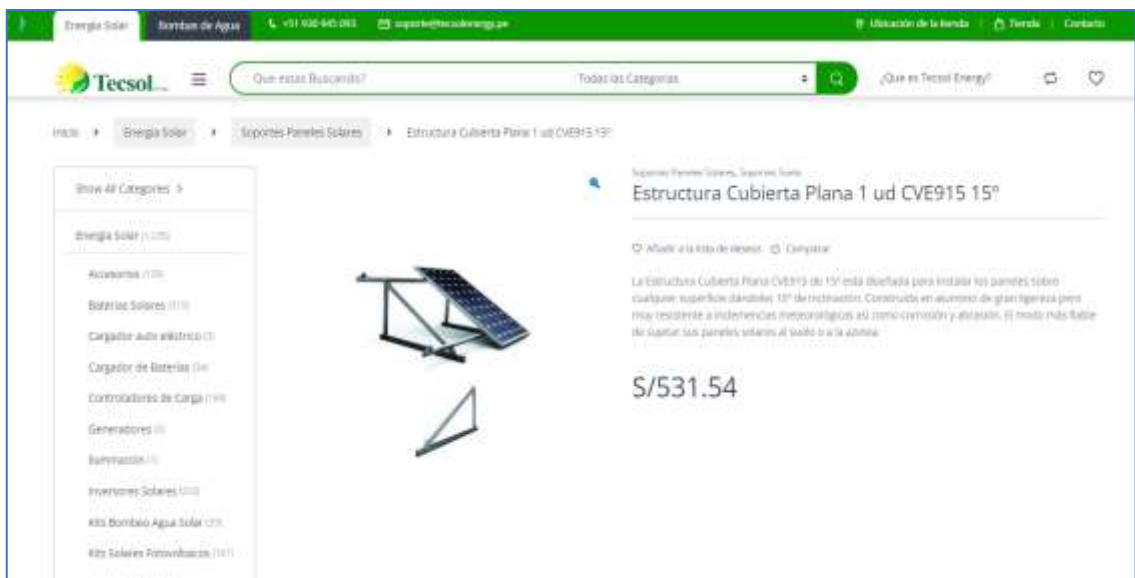 Energía Solar
Bombas de Agua
soporte@tecsolenergy.pe
Ubicación de la tienda
Tienda
Contacto
Tecsol
Que estas Buscando?
Todas las Categorías
¿Que es Tecsol Energy?
Inicio
Energía Solar
Soportes Paneles Solares
Estructura Cubierta Plana 1 ud CVE915 15º
Show All Categories
Energía Solar
Accesorios
Baterías Solares
Cargador auto eléctrico
Cargador de Baterías
Controladores de Carga
Generadores
Iluminación
Inversores Solares
Kits Bombeo Agua Solar
Kits Solares Fotovoltaicos
Soportes Paneles Solares, Soportes Suelo
Estructura Cubierta Plana 1 ud CVE915 15º
Añadir a la lista de deseos
Comparar
La Estructura Cubierta Plana CVE915 de 15º está diseñada para instalar los paneles sobre
cualquier superficie dándoles 15º de inclinación. Construida en aluminio de gran ligereza pero
muy resistente a inclemencias meteorológicas así como corrosión y abrasión. El modo más fiable
de sujetar sus paneles solares al suelo o a la azotea.
S/531.54